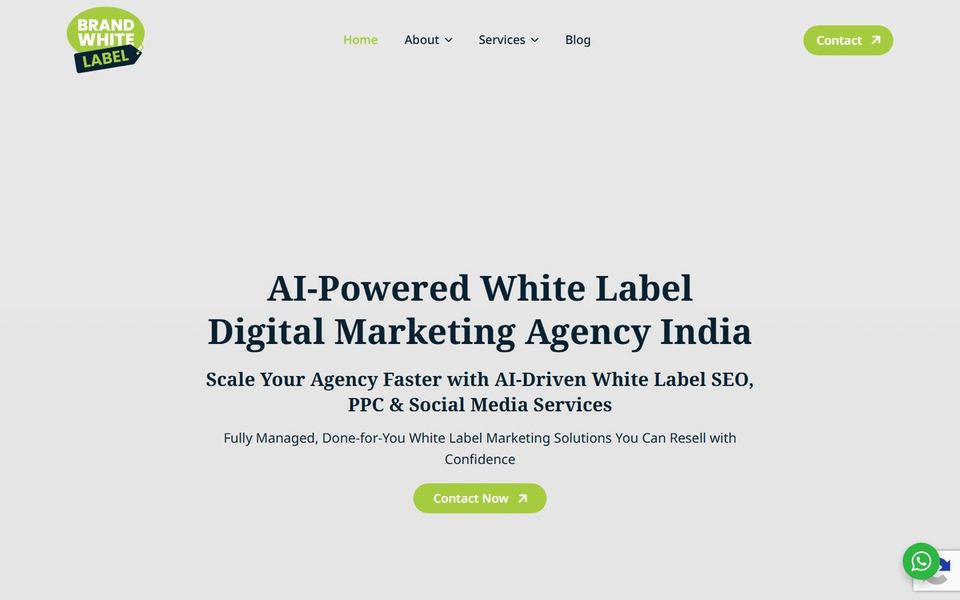 BRAND
WHITE
LABEL
Home
About
Services
Blog
Contact
AI-Powered White Label
Digital Marketing Agency India
Scale Your Agency Faster with AI-Driven White Label SEO,
PPC & Social Media Services
Fully Managed, Done-for-You White Label Marketing Solutions You Can Resell with
Confidence
Contact Now